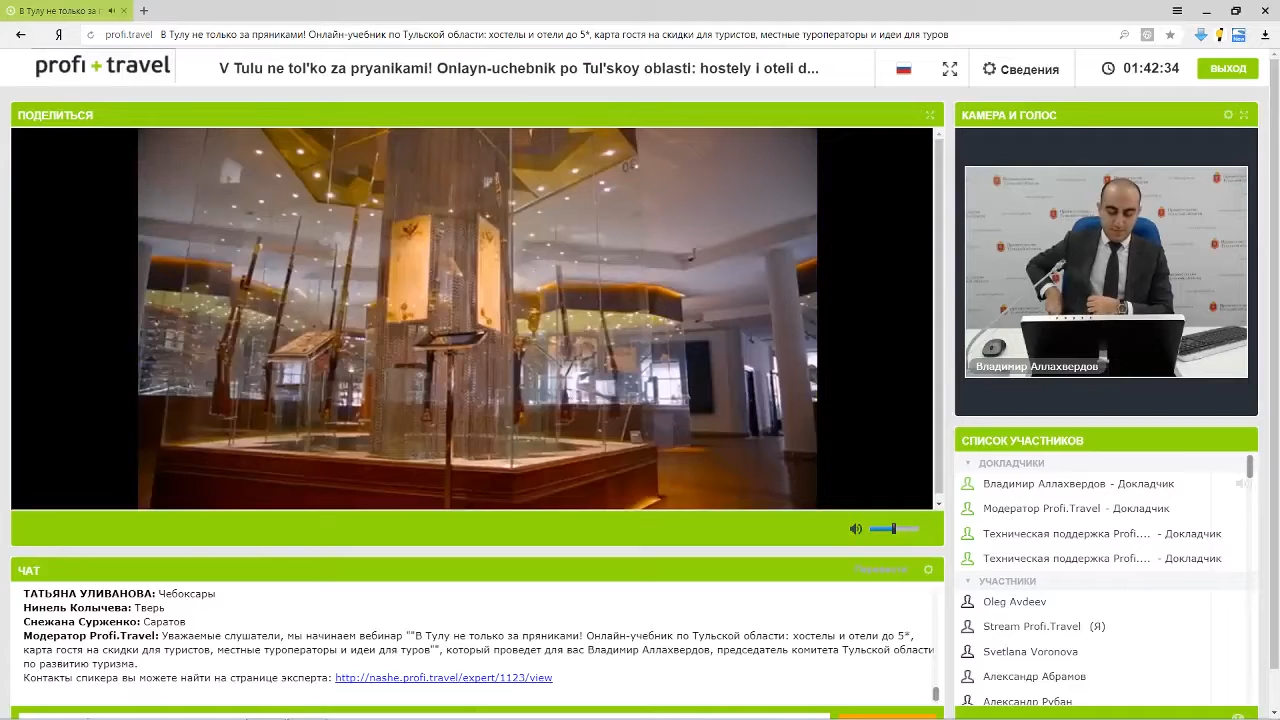 В Тулу не только за г
profi.travel В Тулу не только за пряниками! Онлайн-учебник по Тульской области: хостелы и отели до 5*, карта гостя на скидки для туристов, местные туроператоры и идеи для туров
profi + travel
V Tulu ne tol'ko za pryanikami! Onlayn-uchebnik po Tul'skoy oblasti: hostely i oteli d...
Сведения
01:42:34
ВЫХОД
ПОДЕЛИТЬСЯ
КАМЕРА И ГОЛОС
Владимир Аллахвердов
СПИСОК УЧАСТНИКОВ
ДОКЛАДЧИКИ
Владимир Аллахвердов - Докладчик
Модератор Profi.Travel - Докладчик
Техническая поддержка Profi.... - Докладчик
Техническая поддержка Profi.... - Докладчик
УЧАСТНИКИ
Oleg Avdeev
Stream Profi.Travel (Я)
Svetlana Voronova
Александр Абрамов
Александр Рубан
ЧАТ
ТАТЬЯНА УЛИВАНОВА: Чебоксары
Нинель Колычева: Тверь
Снежана Сурженко: Саратов
Модератор Profi.Travel: Уважаемые слушатели, мы начинаем вебинар ""В Тулу не только за пряниками! Онлайн-учебник по Тульской области: хостелы и отели до 5*,
карта гостя на скидки для туристов, местные туроператоры и идеи для туров"", который проведет для вас Владимир Аллахвердов, председатель комитета Тульской области
по развитию туризма.
Контакты спикера вы можете найти на странице эксперта: http://nashe.profi.travel/expert/1123/view